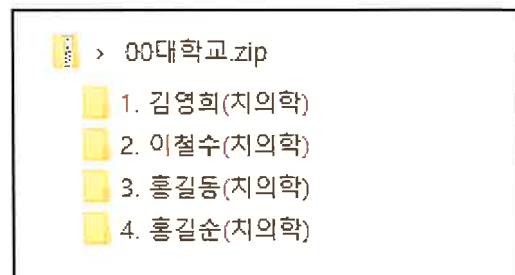 › 00대학교.zip
1. 김영희(치의학)
2. 이철수(치의학)
3. 홍길동(치의학)
4. 홍길순(치의학)